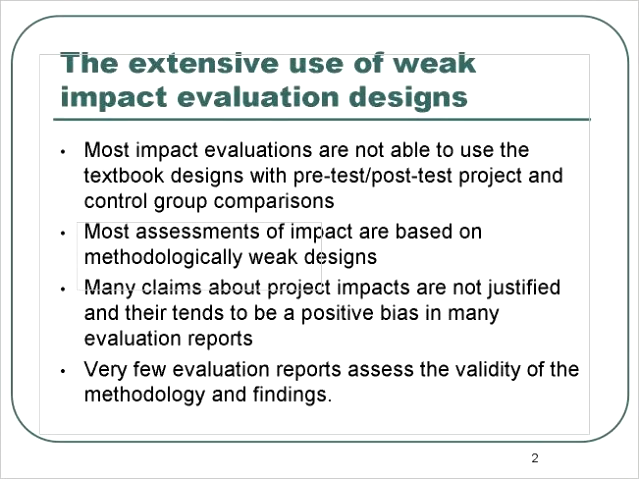 The extensive use of weak
impact evaluation designs
• Most impact evaluations are not able to use the
textbook designs with pre-test/post-test project and
control group comparisons
• Most assessments of impact are based on
methodologically weak designs
• Many claims about project impacts are not justified
and their tends to be a positive bias in many
evaluation reports
• Very few evaluation reports assess the validity of the
methodology and findings.
2